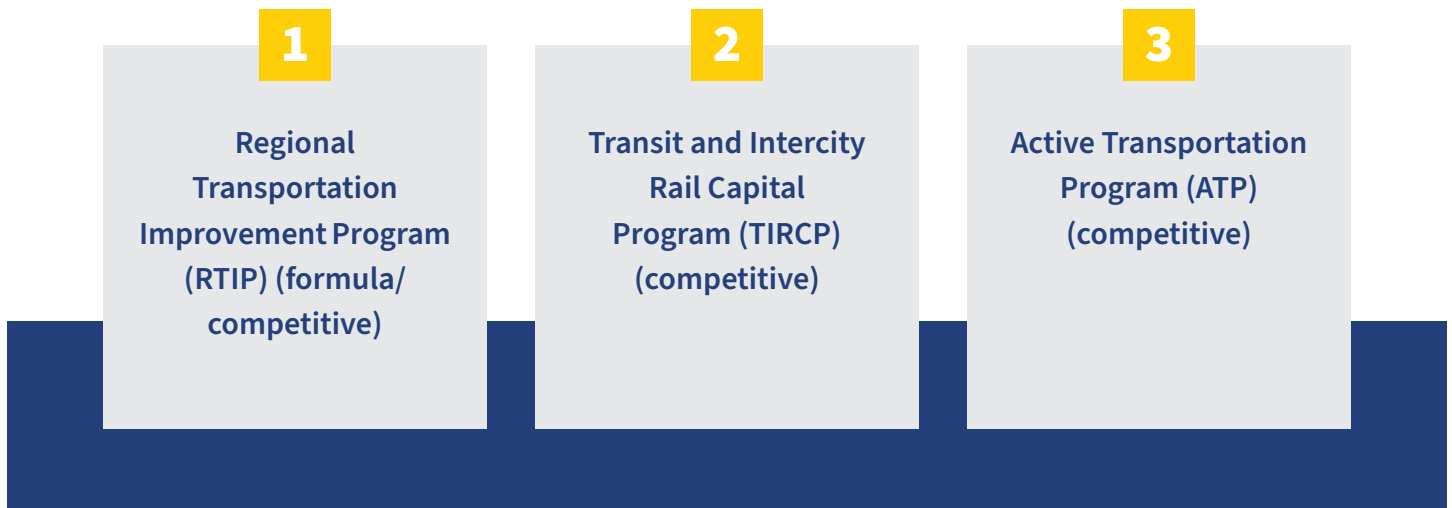 1
Regional
Transportation
Improvement Program
(RTIP) (formula/
competitive)
2
Transit and Intercity
Rail Capital
Program (TIRCP)
(competitive)
3
Active Transportation
Program (ATP)
(competitive)